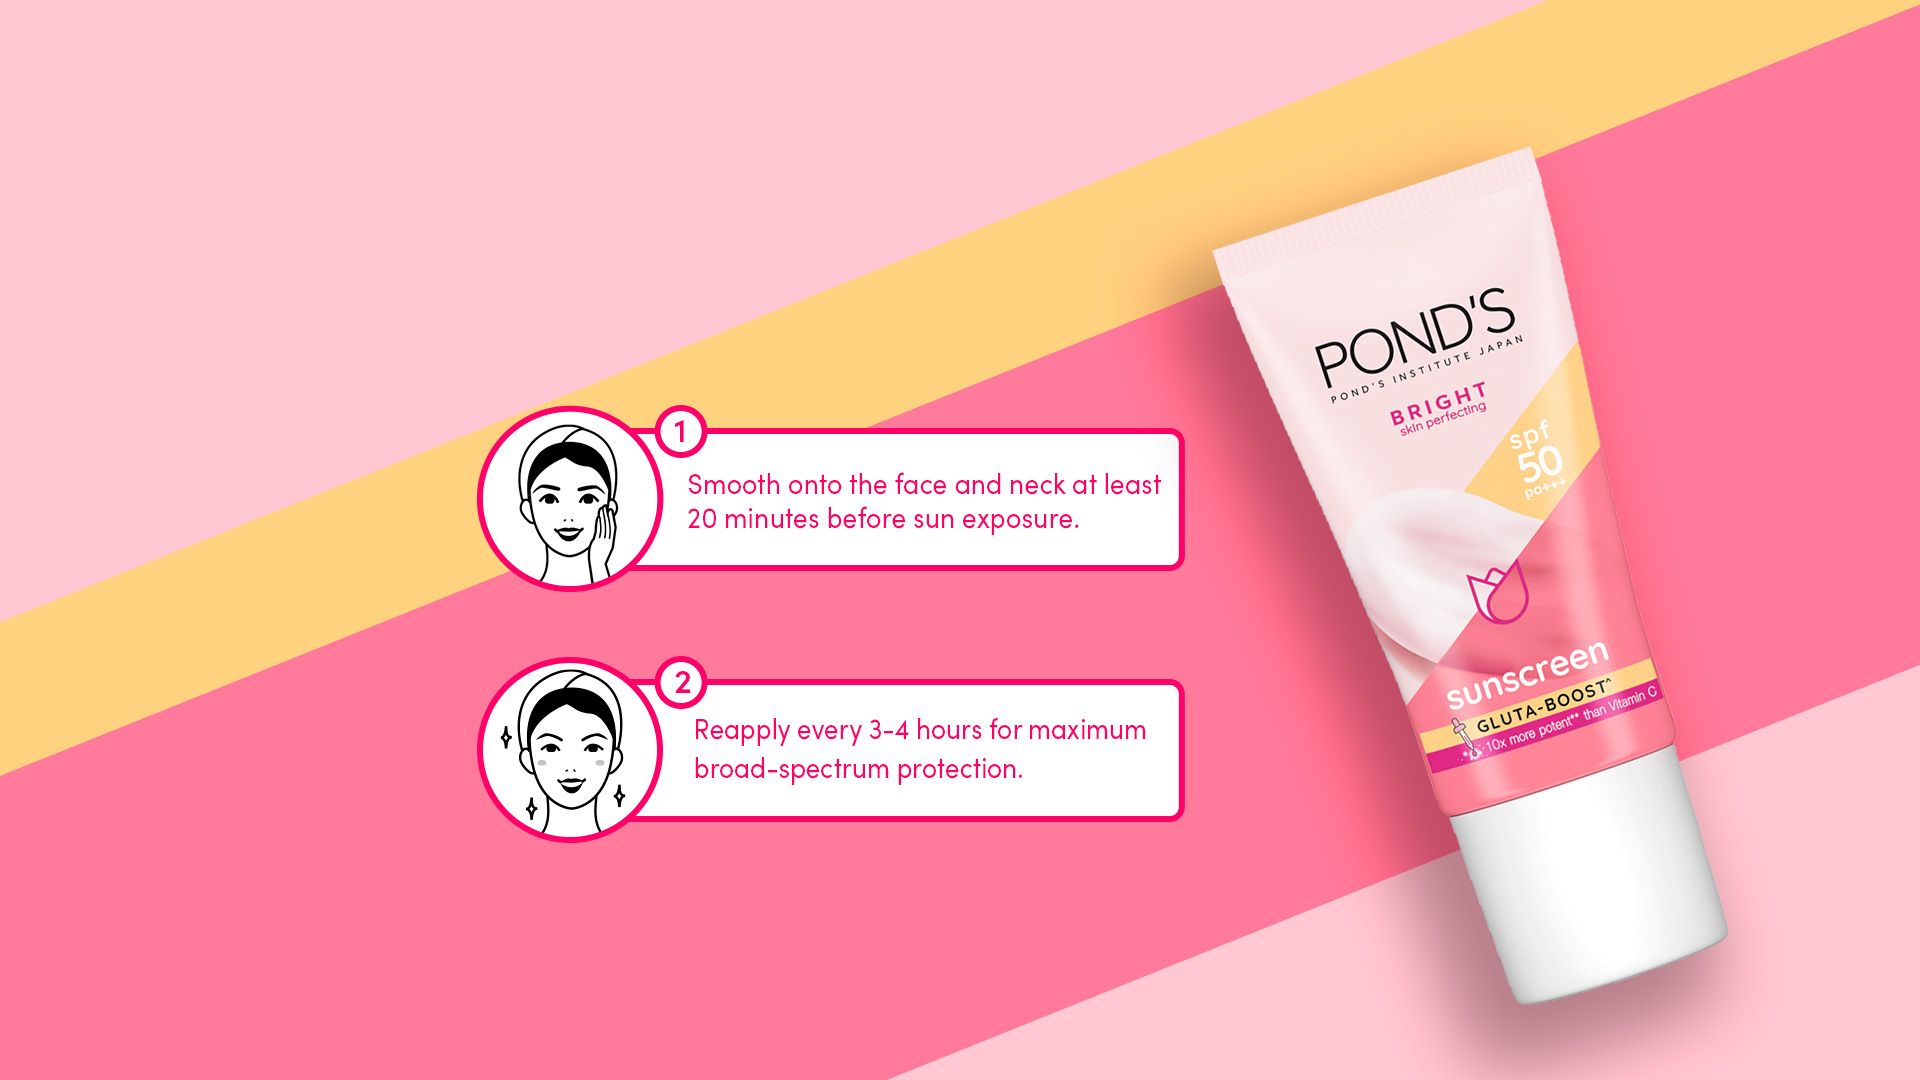 1
Smooth onto the face and neck at least
20 minutes before sun exposure.
2
Reapply every 3-4 hours for maximum
broad-spectrum protection.
POND'S
POND'S INSTITUTE JAPAN
BRIGHT
skin perfecting
spf
50
pa+++
sunscreen
GLUTA-BOOST^
10x more potent** than Vitamin C